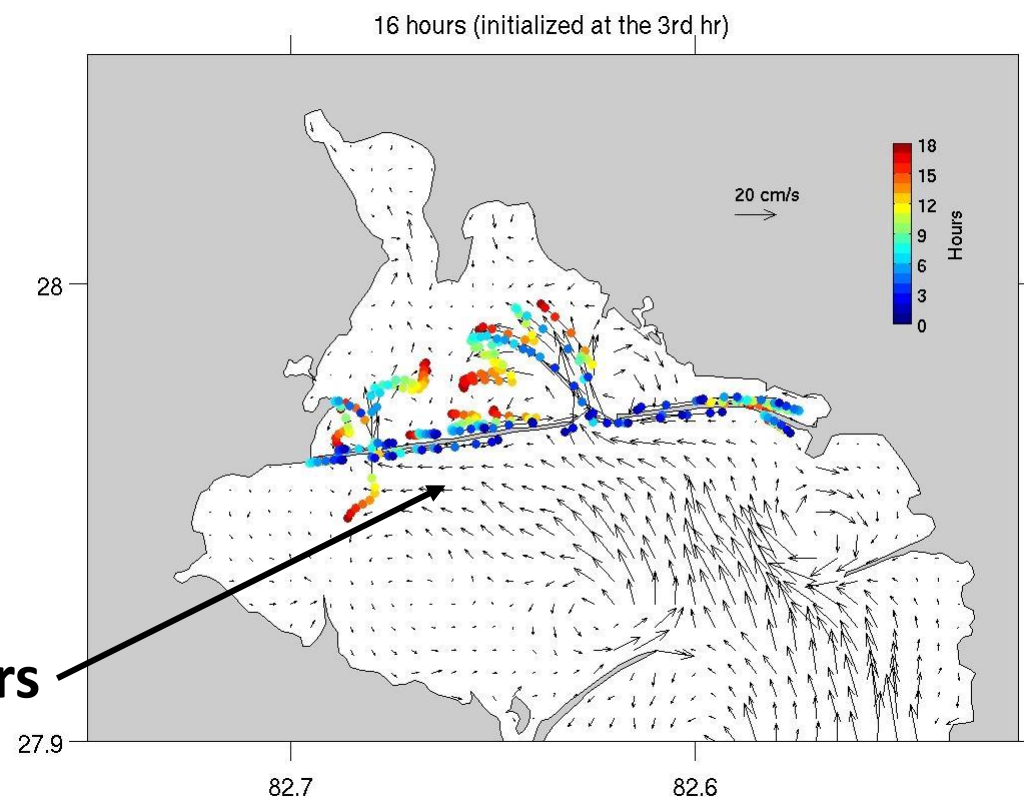 16 hours (initialized at the 3rd hr)
20 cm/s
18
15
12
9
6
3
0
Hours
28
rs
27.9
82.7
82.6